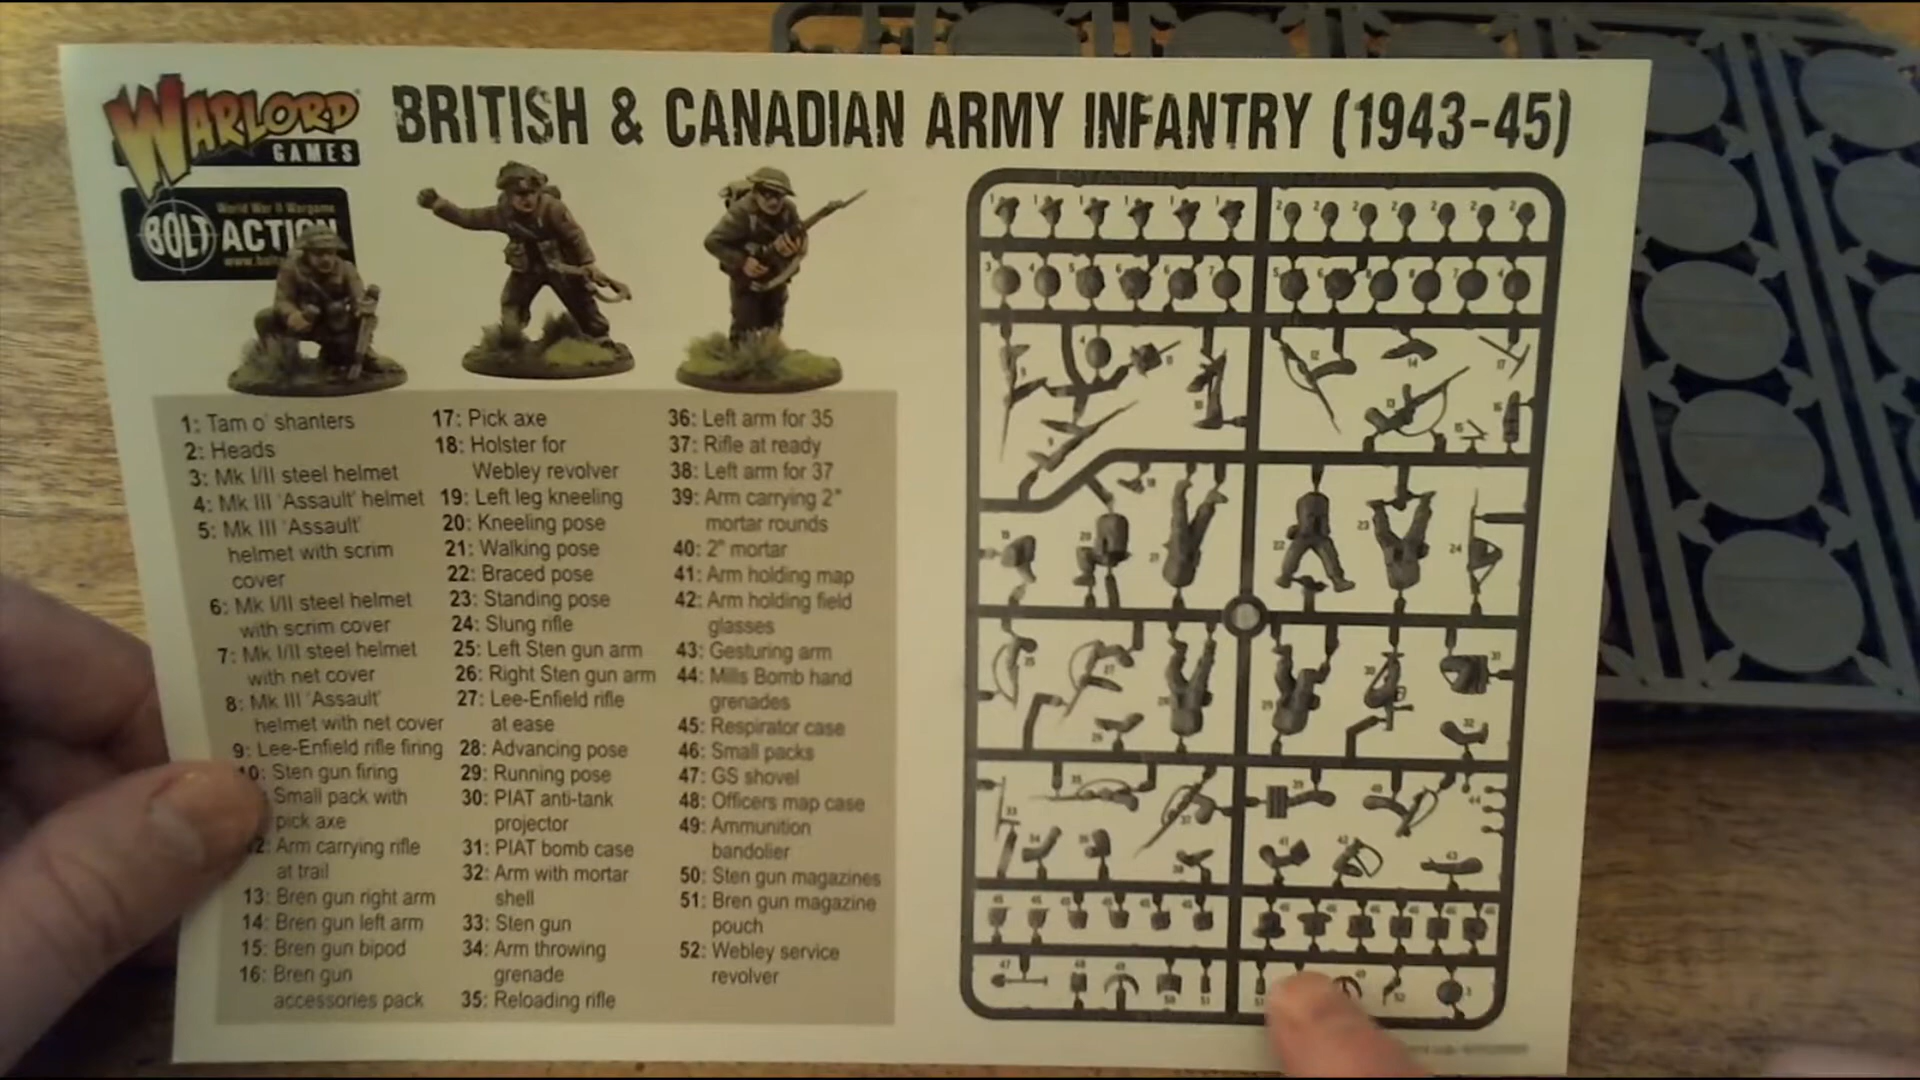 WARLORD
GAMES
BRITISH & CANADIAN ARMY INFANTRY (1943-45)
World War II Wargame
BOLT ACTION
1: Tam o' shanters
2: Heads
3: Mk I/II steel helmet
4: Mk III 'Assault' helmet
5: Mk III 'Assault'
helmet with scrim
cover
6: Mk I/II steel helmet
with scrim cover
7: Mk I/II steel helmet
with net cover
8: Mk III 'Assault'
helmet with net cover
9: Lee-Enfield rifle firing
10: Sten gun firing
Small pack with
pick axe
12: Arm carrying rifle
at trail
13: Bren gun right arm
14: Bren gun left arm
15: Bren gun bipod
16: Bren gun
accessories pack
17: Pick axe
18: Holster for
Webley revolver
19: Left leg kneeling
20: Kneeling pose
21: Walking pose
22: Braced pose
23: Standing pose
24: Slung rifle
25: Left Sten gun arm
26: Right Sten gun arm
27: Lee-Enfield rifle
at ease
28: Advancing pose
29: Running pose
30: PIAT anti-tank
projector
31: PIAT bomb case
32: Arm with mortar
shell
33: Sten gun
34: Arm throwing
grenade
35: Reloading rifle
36: Left arm for 35
37: Rifle at ready
38: Left arm for 37
39: Arm carrying 2"
mortar rounds
40: 2" mortar
41: Arm holding map
42: Arm holding field
glasses
43: Gesturing arm
44: Mills Bomb hand
grenades
45: Respirator case
46: Small packs
47: GS shovel
48: Officers map case
49: Ammunition
bandolier
50: Sten gun magazines
51: Bren gun magazine
pouch
52: Webley service
revolver